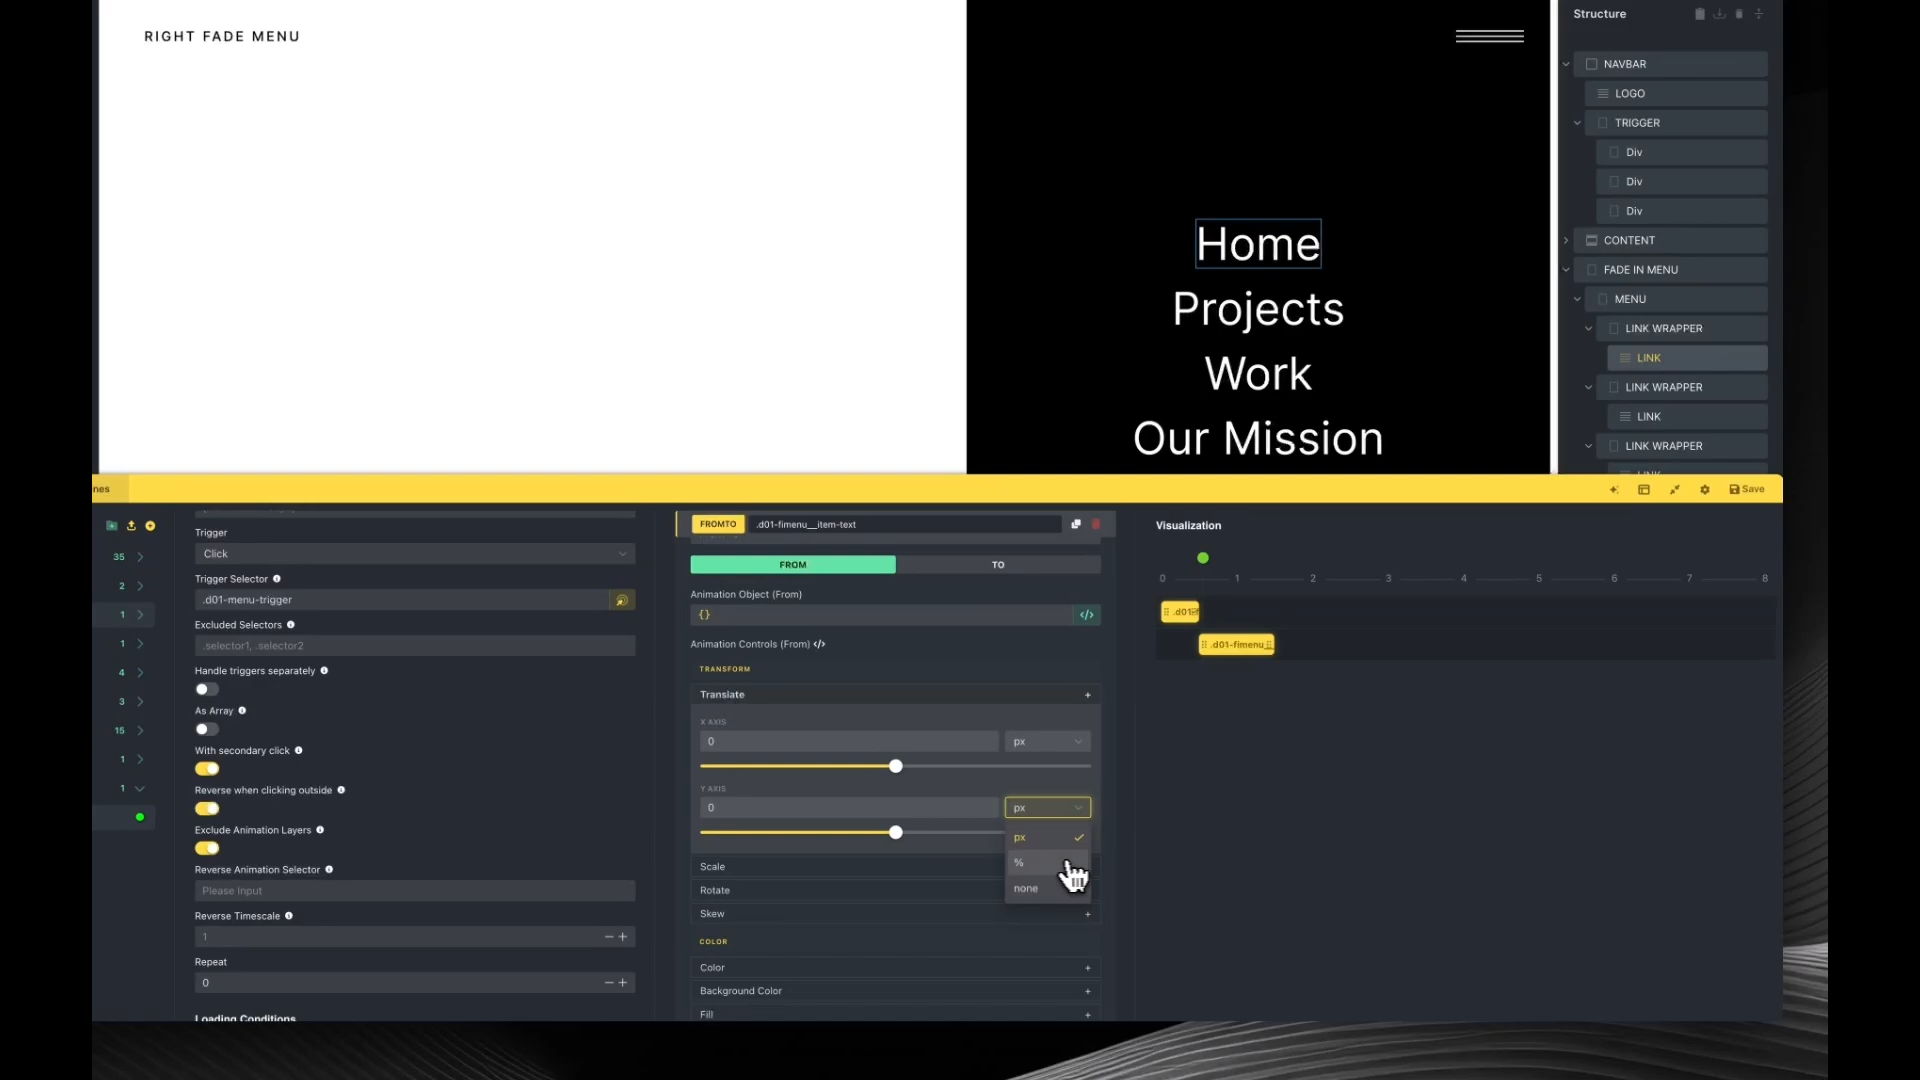 RIGHT FADE MENU
Home
Projects
Work
Our Mission
Structure
NAVBAR
LOGO
TRIGGER
Div
Div
Div
CONTENT
FADE IN MENU
MENU
LINK WRAPPER
LINK
LINK WRAPPER
LINK
LINK WRAPPER
LINK
nes
Save
35
2
1
1
4
3
15
1
1
Trigger
Click
Trigger Selector
.d01-menu-trigger
Excluded Selectors
.selector1, .selector2
Handle triggers separately
As Array
With secondary click
Reverse when clicking outside
Exclude Animation Layers
Reverse Animation Selector
Please Input
Reverse Timescale
1
Repeat
0
Loading Conditions
FROMTO .d01-fimenu__item-text
FROM TO
Animation Object (From)
{}
</>
Animation Controls (From) </>
TRANSFORM
Translate +
X AXIS
0 px
Y AXIS
0 px
px
%
none
Scale
Rotate
Skew +
COLOR
Color +
Background Color +
Fill +
Visualization
0 1 2 3 4 5 6 7 8
.d01-fimenu_